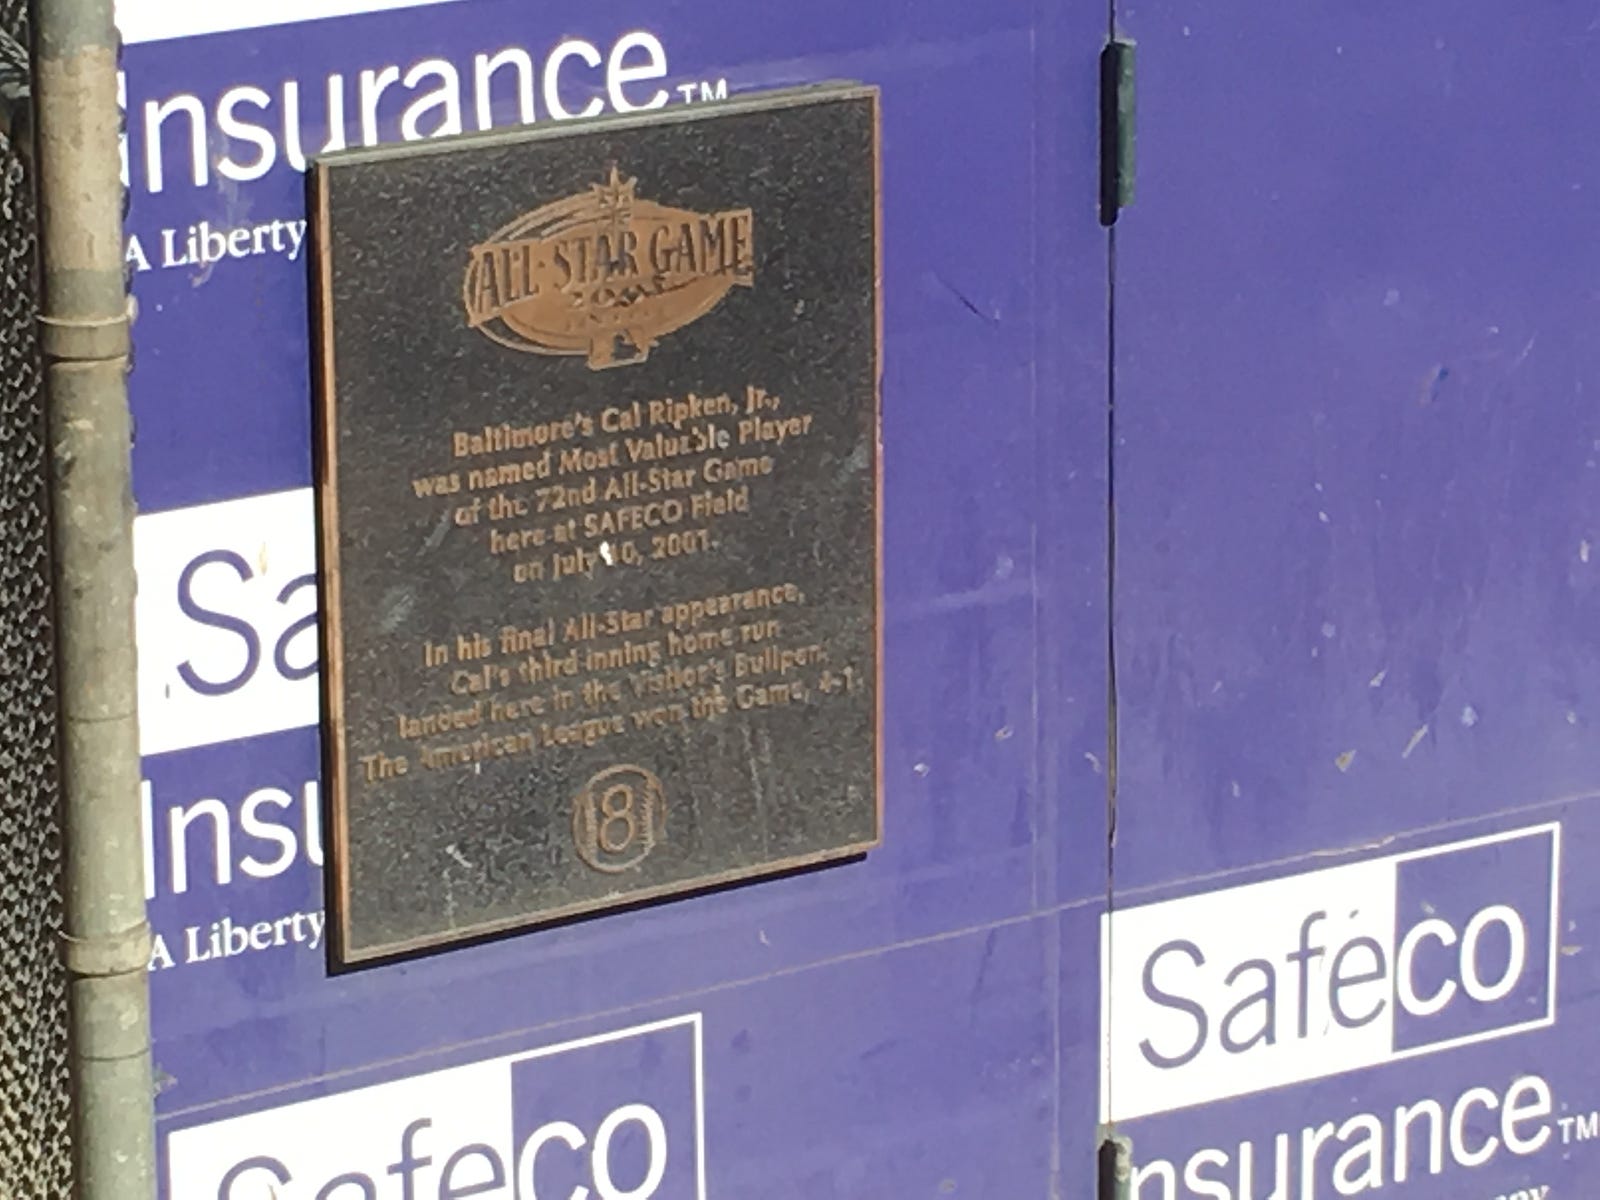 Insurance™
A Liberty
ALL·STAR GAME
2001
Baltimore's Cal Ripken, Jr.,
was named Most Valuable Player
of the 72nd All-Star Game
here at SAFECO Field
on July 10, 2001.
In his final All-Star appearance,
Cal's third inning home run
landed here in the Visitor's Bullpen.
The American League won the Game, 4-1.
8
Sa
Insu
A Liberty
Safeco
Safeco
Insurance™